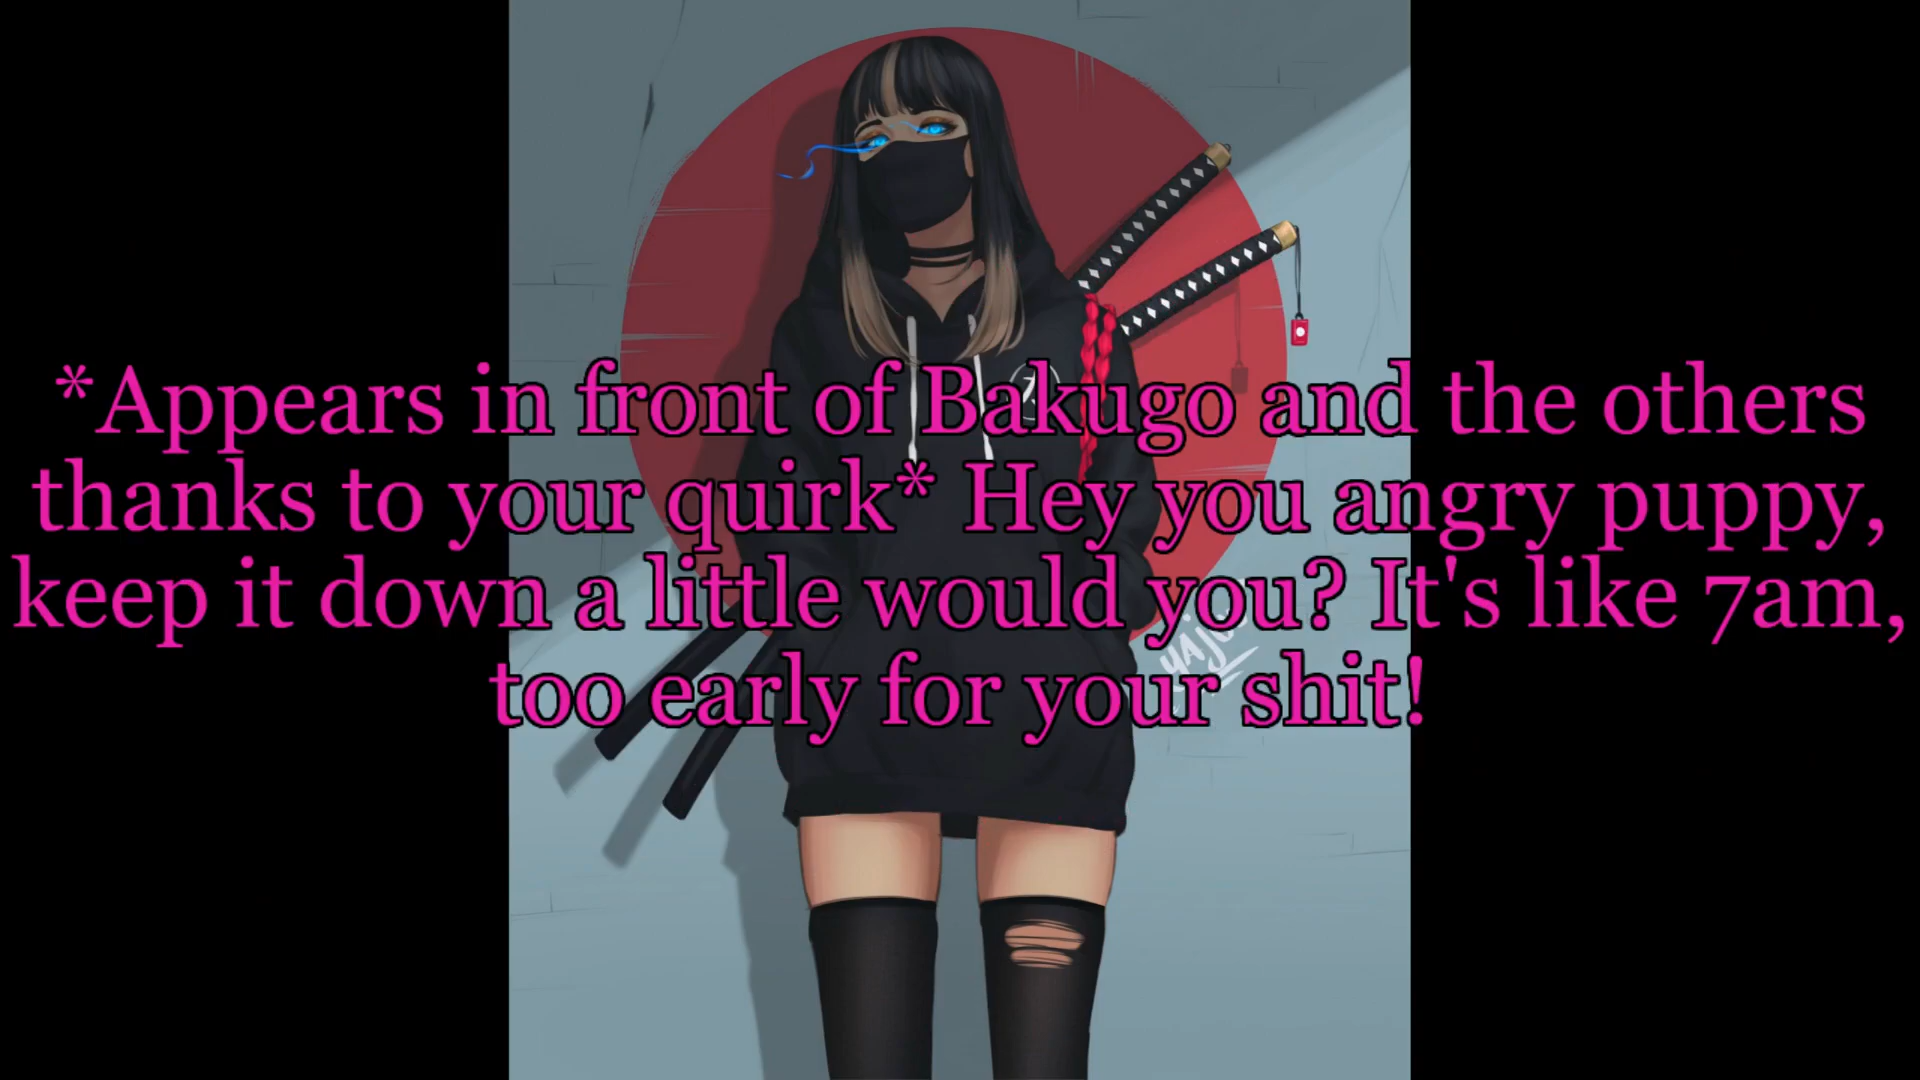 *Appears in front of Bakugo and the others
thanks to your quirk* Hey you angry puppy,
keep it down a little would you? It's like 7am,
too early for your shit!